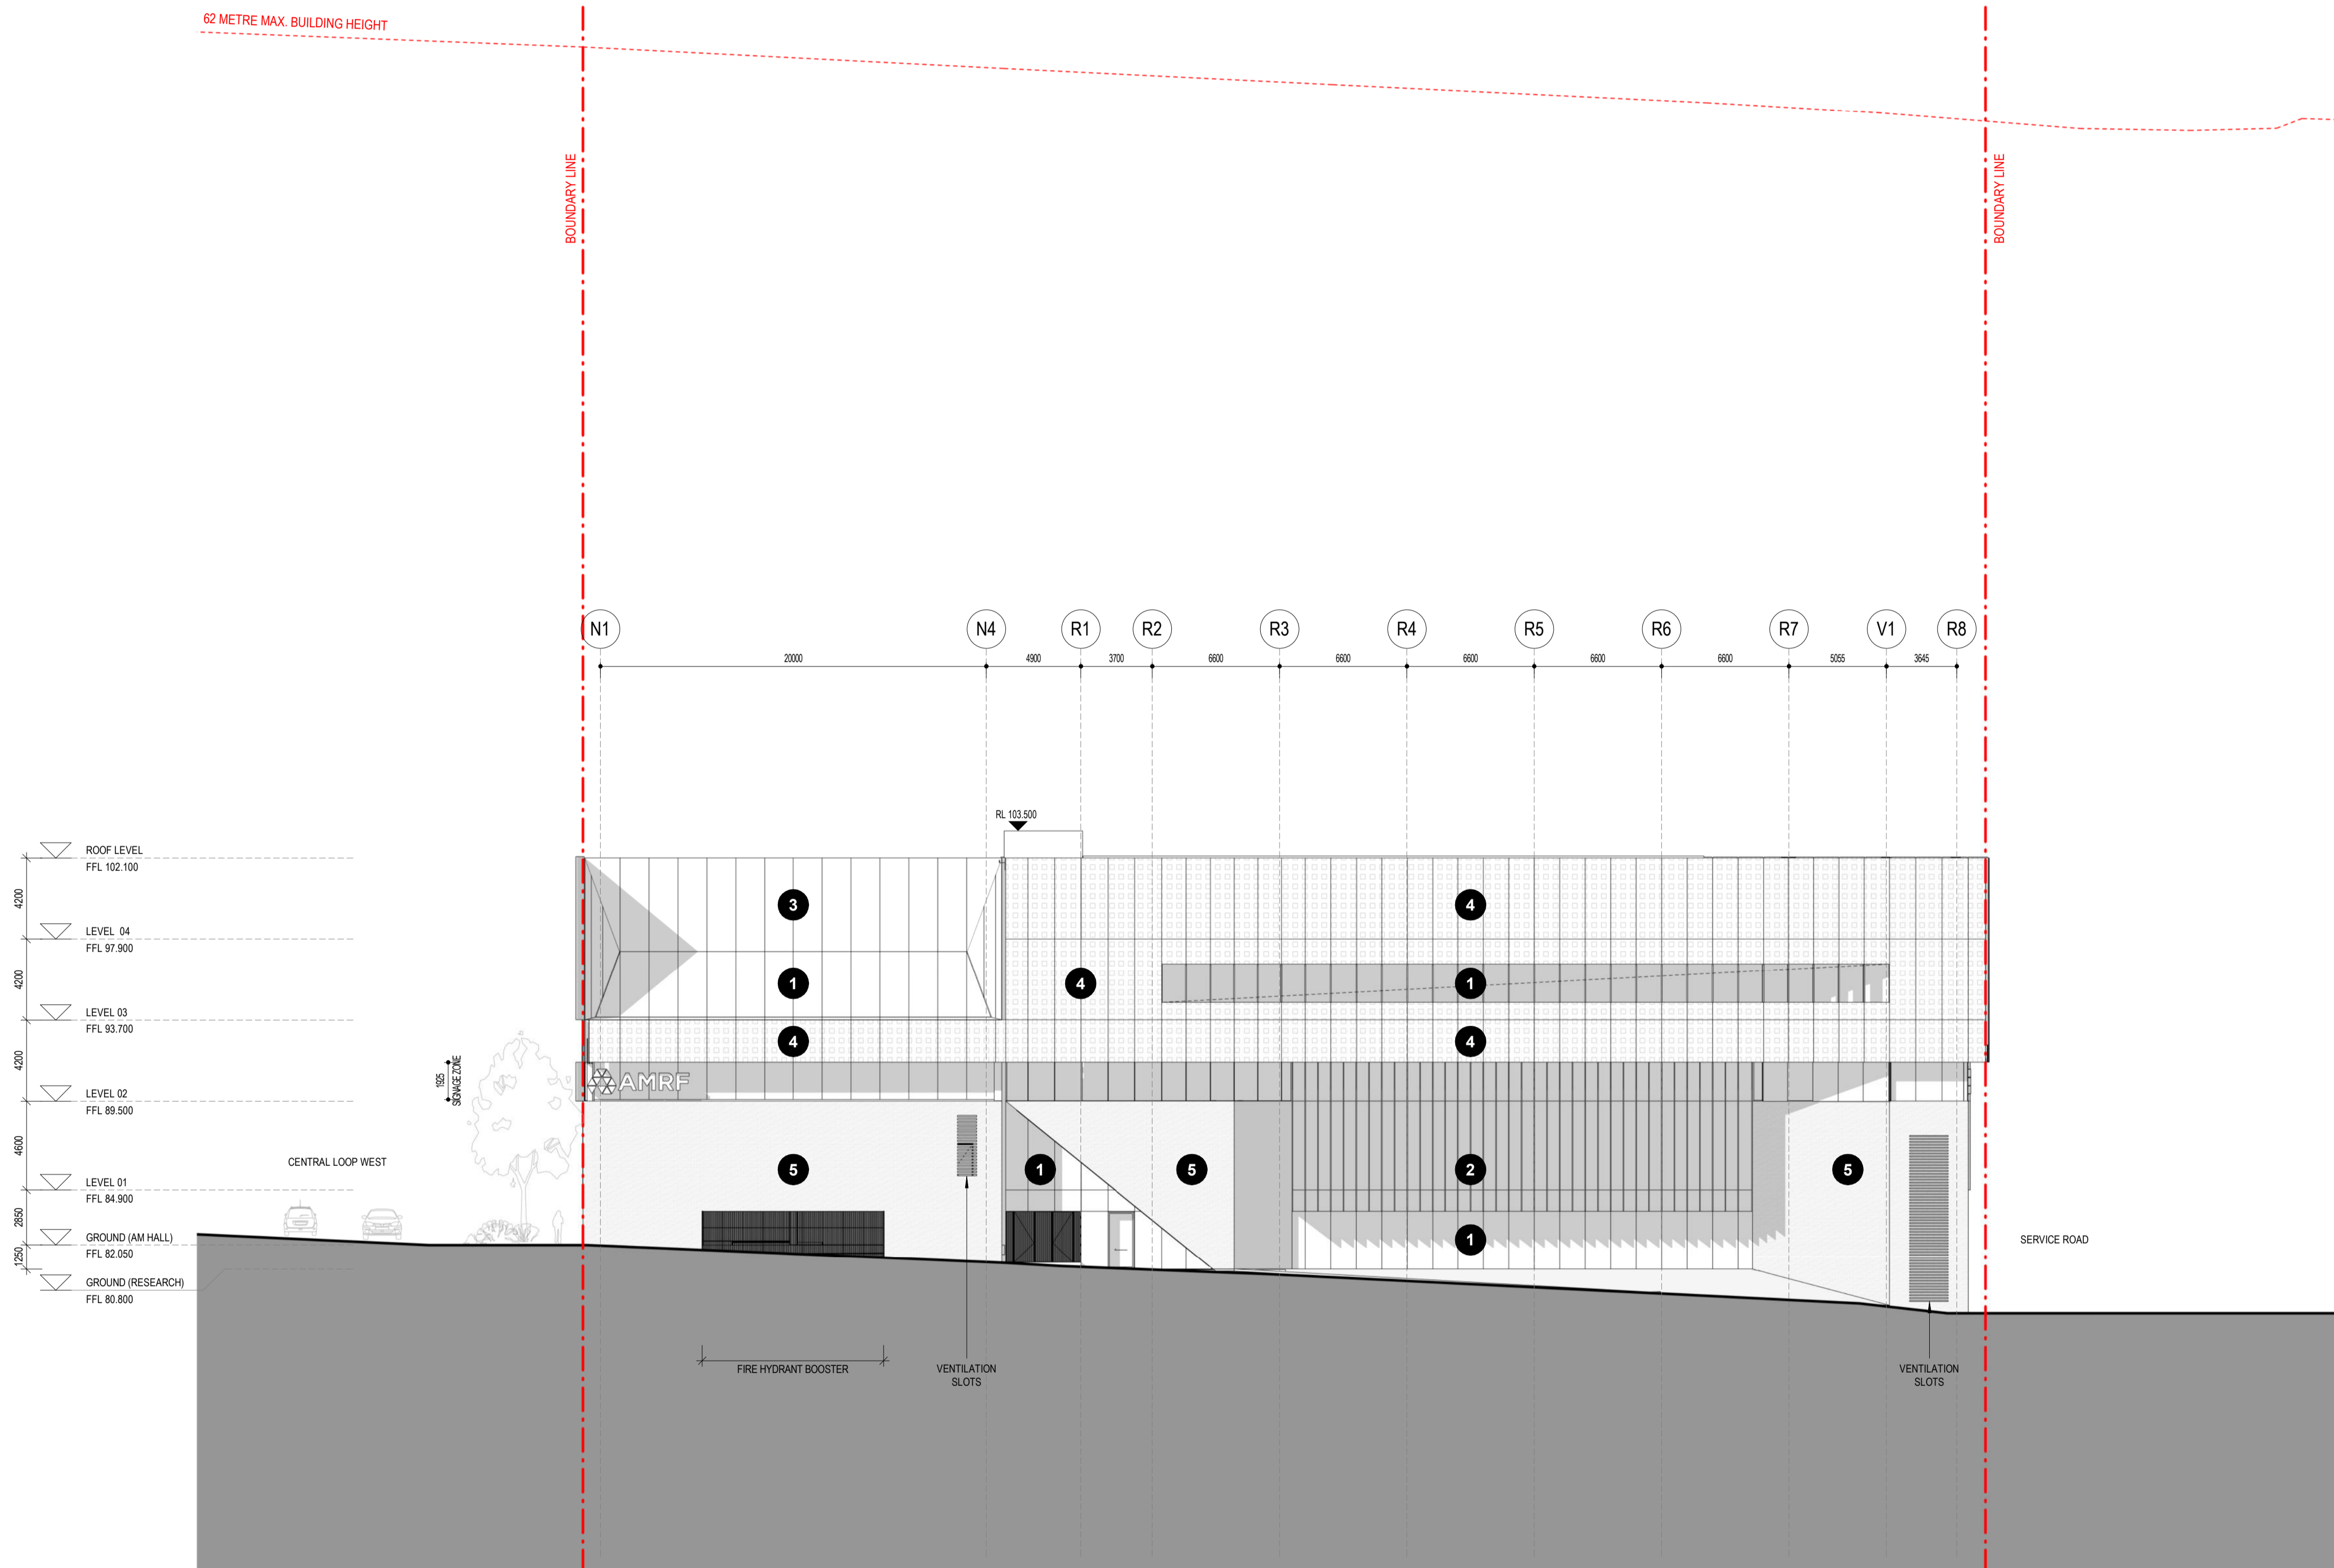 62 METRE MAX. BUILDING HEIGHT
BOUNDARY LINE
BOUNDARY LINE
N1
N4
R1
R2
R3
R4
R5
R6
R7
V1
R8
20000
4900
3700
6600
6600
6600
6600
6600
5055
3645
RL 103.500
ROOF LEVEL
FFL 102.100
4200
LEVEL 04
FFL 97.900
4200
LEVEL 03
FFL 93.700
4200
LEVEL 02
FFL 89.500
4600
LEVEL 01
FFL 84.900
2850
GROUND (AM HALL)
FFL 82.050
1250
GROUND (RESEARCH)
FFL 80.800
1925
SIGNAGE ZONE
CENTRAL LOOP WEST
3
4
1
4
1
4
4
AMRF
5
1
5
2
5
1
SERVICE ROAD
FIRE HYDRANT BOOSTER
VENTILATION
SLOTS
VENTILATION
SLOTS